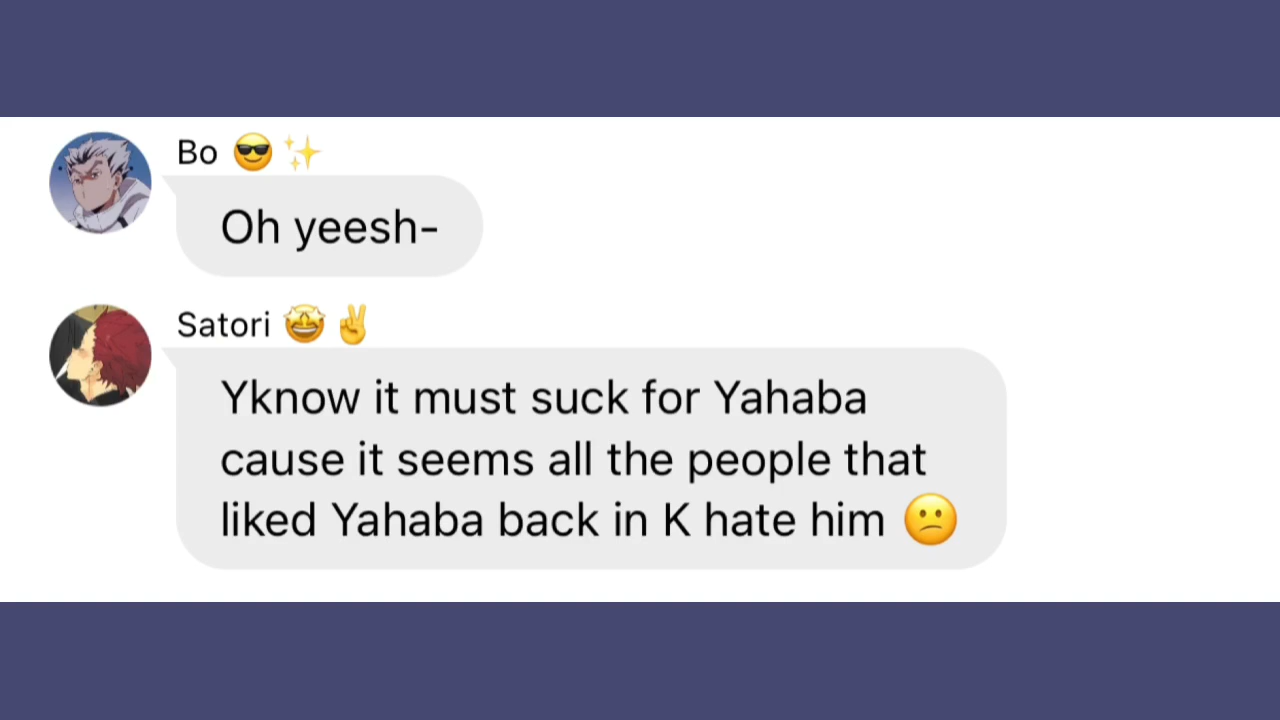 Bo 😎 ✨
Oh yeesh-
Satori 🤩 ✌️
Yknow it must suck for Yahaba
cause it seems all the people that
liked Yahaba back in K hate him 😕